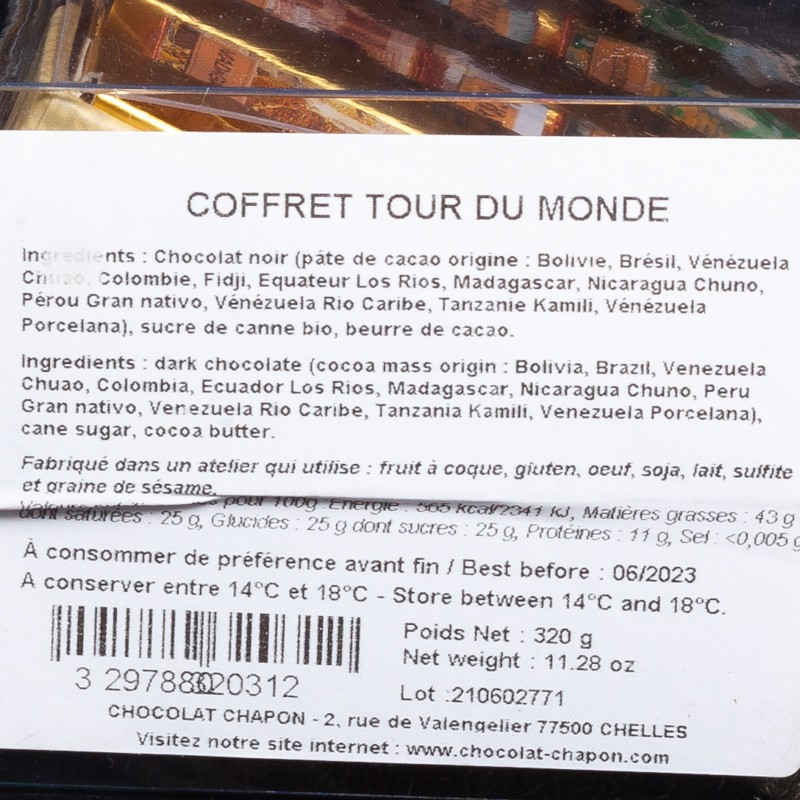 COFFRET TOUR DU MONDE
Ingredients : Chocolat noir (pâte de cacao origine : Bolivie, Brésil, Vénézuela
Chuao, Colombie, Fidji, Equateur Los Rios, Madagascar, Nicaragua Chuno,
Pérou Gran nativo, Vénézuela Rio Caribe, Tanzanie Kamili, Vénézuela
Porcelana), sucre de canne bio, beurre de cacao.
Ingredients : dark chocolate (cocoa mass origin : Bolivia, Brazil, Venezuela
Chuao, Colombia, Ecuador Los Rios, Madagascar, Nicaragua Chuno, Peru
Gran nativo, Venezuela Rio Caribe, Tanzania Kamili, Venezuela Porcelana),
cane sugar, cocoa butter.
Fabriqué dans un atelier qui utilise : fruit à coque, gluten, oeuf, soja, lait, sulfite
et graine de sésame.
pour 100g Energie : 565 kcal/2341 kJ, Matières grasses : 43 g
dont saturées : 25 g, Glucides : 25 g dont sucres : 25 g, Protéines : 11 g, Sel : <0,005 g
À consommer de préférence avant fin / Best before : 06/2023
A conserver entre 14°C et 18°C - Store between 14°C and 18°C.
Poids Net : 320 g
Net weight : 11.28 oz
Lot :210602771
CHOCOLAT CHAPON - 2, rue de Valengelier 77500 CHELLES
Visitez notre site internet : www.chocolat-chapon.com